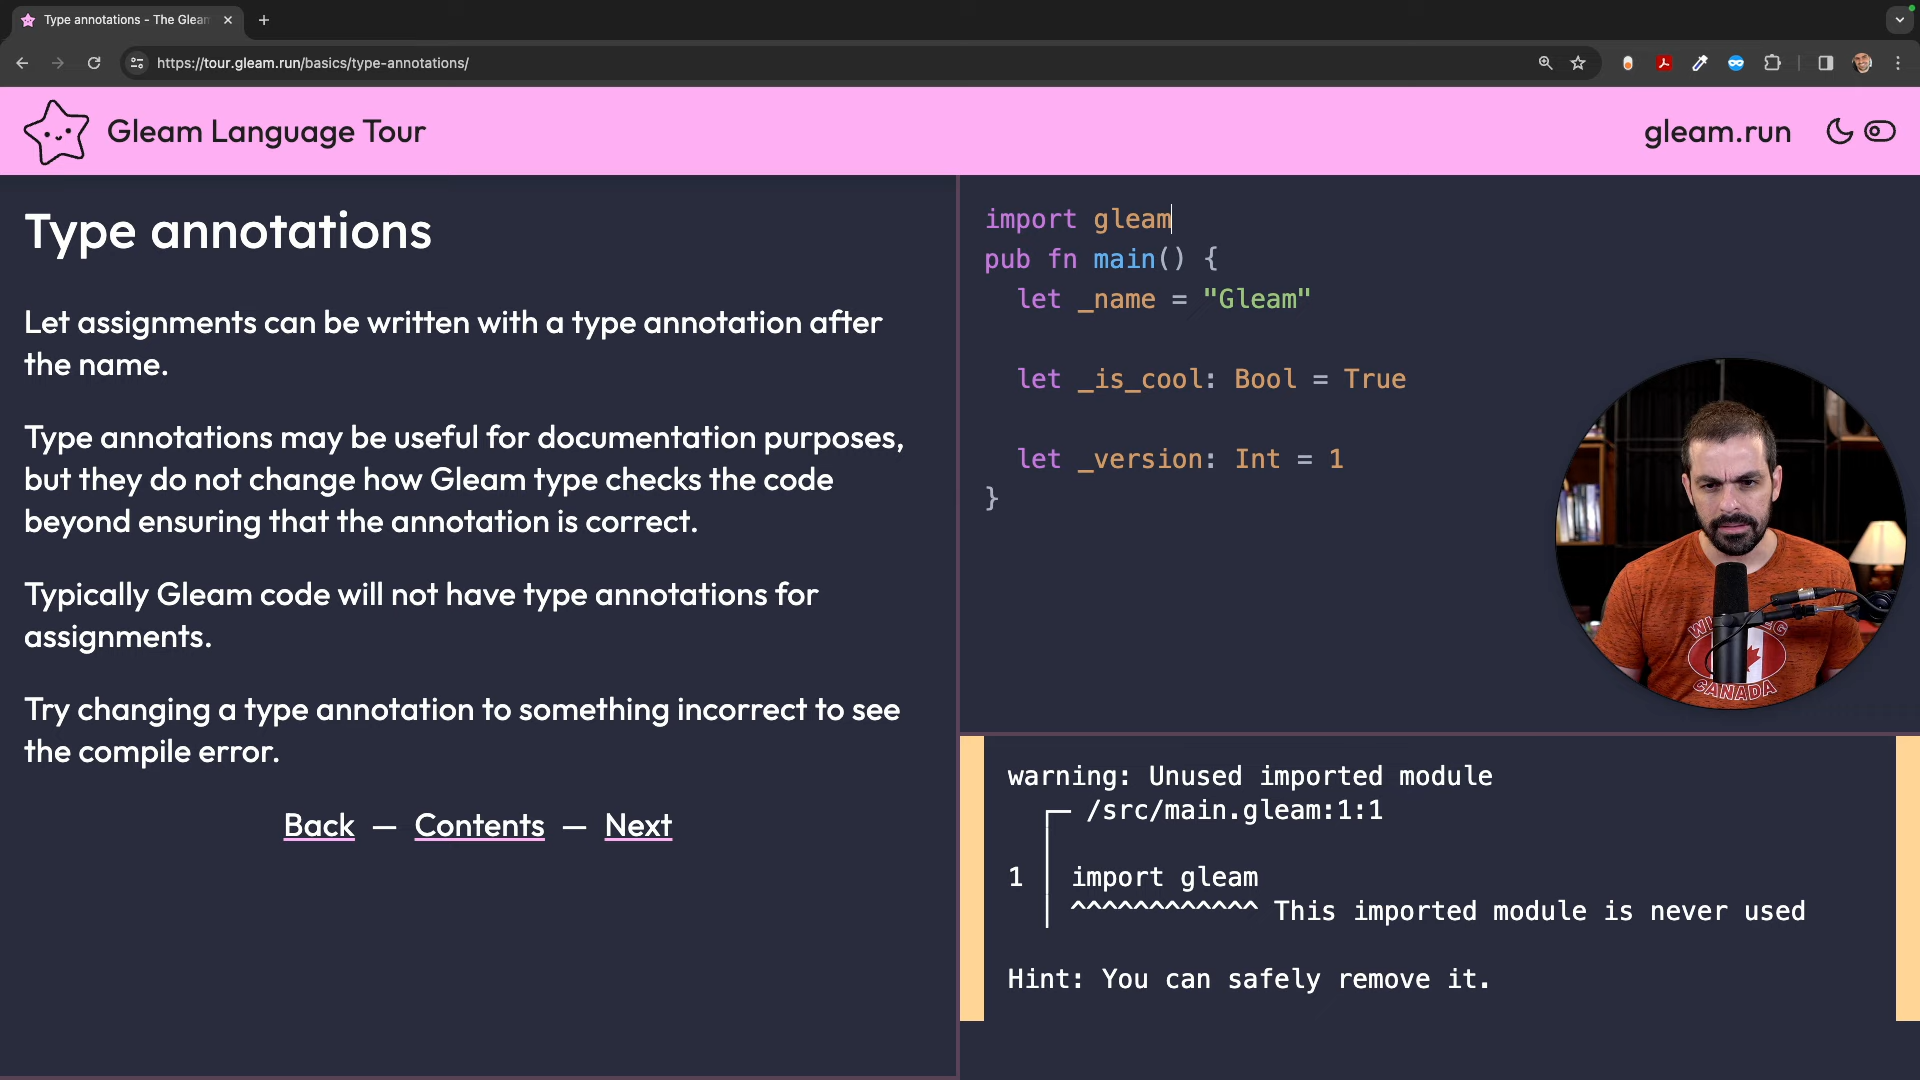 Type annotations - The Glean
https://tour.gleam.run/basics/type-annotations/
Gleam Language Tour
gleam.run
Type annotations
Let assignments can be written with a type annotation after
the name.
Type annotations may be useful for documentation purposes,
but they do not change how Gleam type checks the code
beyond ensuring that the annotation is correct.
Typically Gleam code will not have type annotations for
assignments.
Try changing a type annotation to something incorrect to see
the compile error.
Back — Contents — Next
import gleam
pub fn main() {
let _name = "Gleam"
let _is_cool: Bool = True
let _version: Int = 1
}
CANADA
warning: Unused imported module
/src/main.gleam:1:1
1 import gleam
^^^^^^^^^^^^ This imported module is never used
Hint: You can safely remove it.